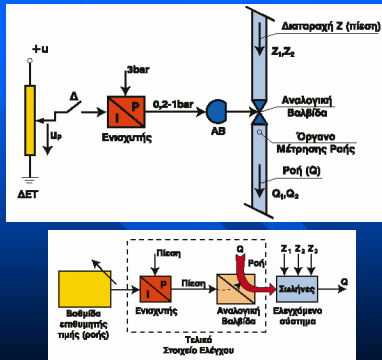 +u
Διαταραχή Z (πίεση)
Z₁,Z₂
3bar
Δ
P
I
0,2-1bar
Αναλογική
Βαλβίδα
uₚ
Ενισχυτής
ΑΒ
Όργανο
Μέτρησης Ροής
ΔΕΤ
Ροή (Q)
Q₁,Q₂
Πίεση
Q
Ροή
Z₁ Z₂ Z₃
P
I
Πίεση
Σωλήνες
Q
Βαθμίδα
επιθυμητής
τιμής (ροής)
Ενισχυτής
Αναλογική
Βαλβίδα
Ελεγχόμενο
σύστημα
Τελικό
Στοιχείο Ελέγχου